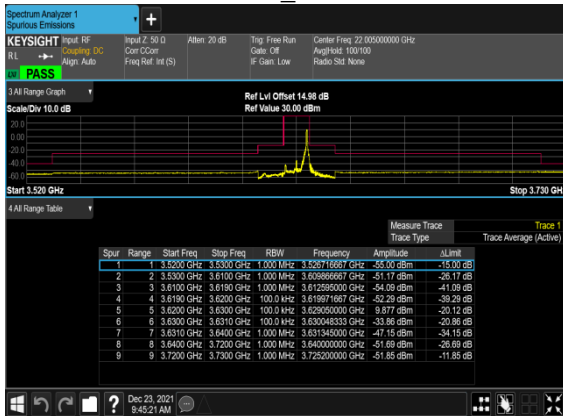 Spectrum Analyzer 1
Spurious Emissions
+
KEYSIGHT Input: RF Input Z: 50 Ω Atten: 20 dB Trig: Free Run Center Freq: 22.005000000 GHz
RL Coupling: DC Corr CCorr Gate: Off Avg|Hold: 100/100
Align: Auto Freq Ref: Int (S) IF Gain: Low Radio Std: None
PASS
3 All Range Graph
Ref Lvl Offset 14.98 dB
Scale/Div 10.0 dB Ref Value 30.00 dBm
20.0
0.00
-20.0
-40.0
-60.0
Start 3.520 GHz Stop 3.730 GH
4 All Range Table
Measure Trace Trace 1
Trace Type Trace Average (Active)
Spur Range Start Freq Stop Freq RBW Frequency Amplitude ΔLimit
1 1 3.5200 GHz 3.5300 GHz 1.000 MHz 3.526716667 GHz -55.00 dBm -15.00 dB
2 2 3.5300 GHz 3.6100 GHz 1.000 MHz 3.609866667 GHz -51.17 dBm -26.17 dB
3 3 3.6100 GHz 3.6190 GHz 1.000 MHz 3.612595000 GHz -54.09 dBm -41.09 dB
4 4 3.6190 GHz 3.6200 GHz 100.0 kHz 3.619971667 GHz -52.29 dBm -39.29 dB
5 5 3.6200 GHz 3.6300 GHz 100.0 kHz 3.629050000 GHz 9.877 dBm -20.12 dB
6 6 3.6300 GHz 3.6310 GHz 100.0 kHz 3.630048333 GHz -33.86 dBm -20.86 dB
7 7 3.6310 GHz 3.6400 GHz 1.000 MHz 3.631345000 GHz -47.15 dBm -34.15 dB
8 8 3.6400 GHz 3.7200 GHz 1.000 MHz 3.640000000 GHz -51.69 dBm -26.69 dB
9 9 3.7200 GHz 3.7300 GHz 1.000 MHz 3.725200000 GHz -51.85 dBm -11.85 dB
? Dec 23, 2021
9:45:21 AM